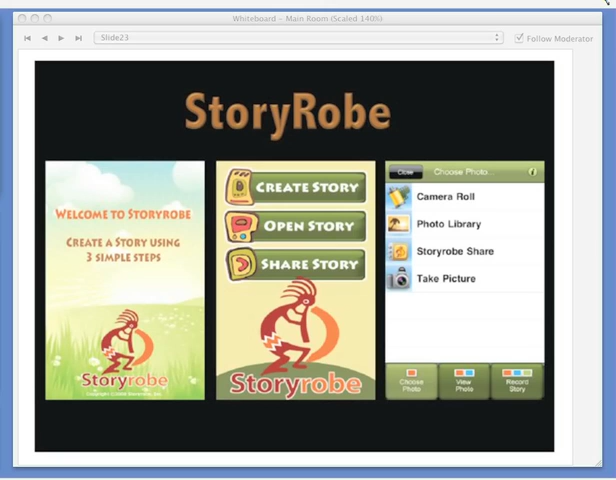 Whiteboard – Main Room (Scaled 140%)
Slide23
Follow Moderator
StoryRobe
WELCOME TO STORYROBE
CREATE A STORY USING
3 SIMPLE STEPS
Storyrobe
CREATE STORY
OPEN STORY
SHARE STORY
Storyrobe
Close
Choose Photo...
Camera Roll
Photo Library
Storyrobe Share
Take Picture
Choose
Photo
View
Photo
Record
Story